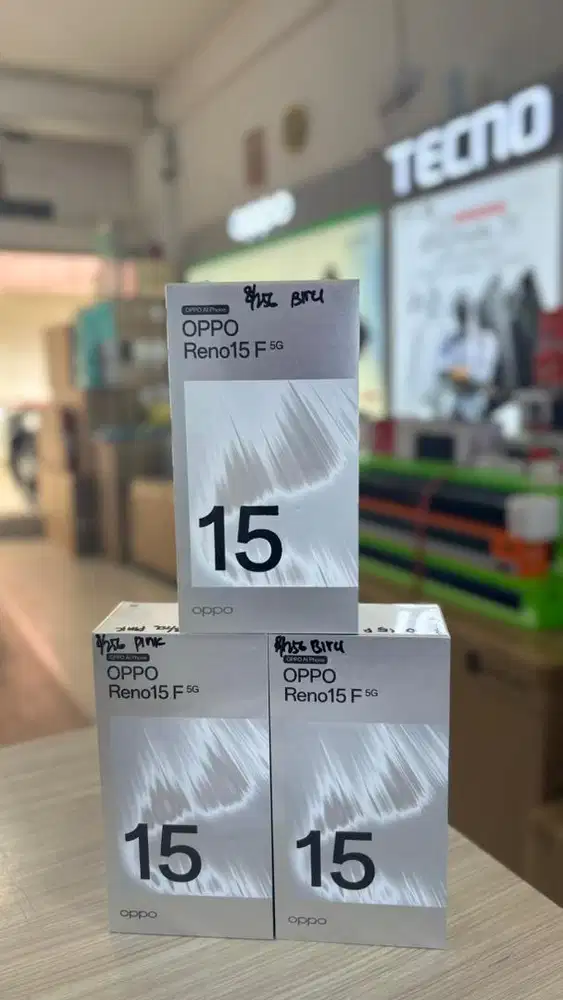 TECNO
oppo
8/256 BIRU
OPPO AI Phone
OPPO
Reno15 F 5G
15
oppo
8/256 PINK
OPPO AI Phone
OPPO
Reno15 F 5G
15
oppo
8/256 BIRU
OPPO AI Phone
OPPO
Reno15 F 5G
15
oppo